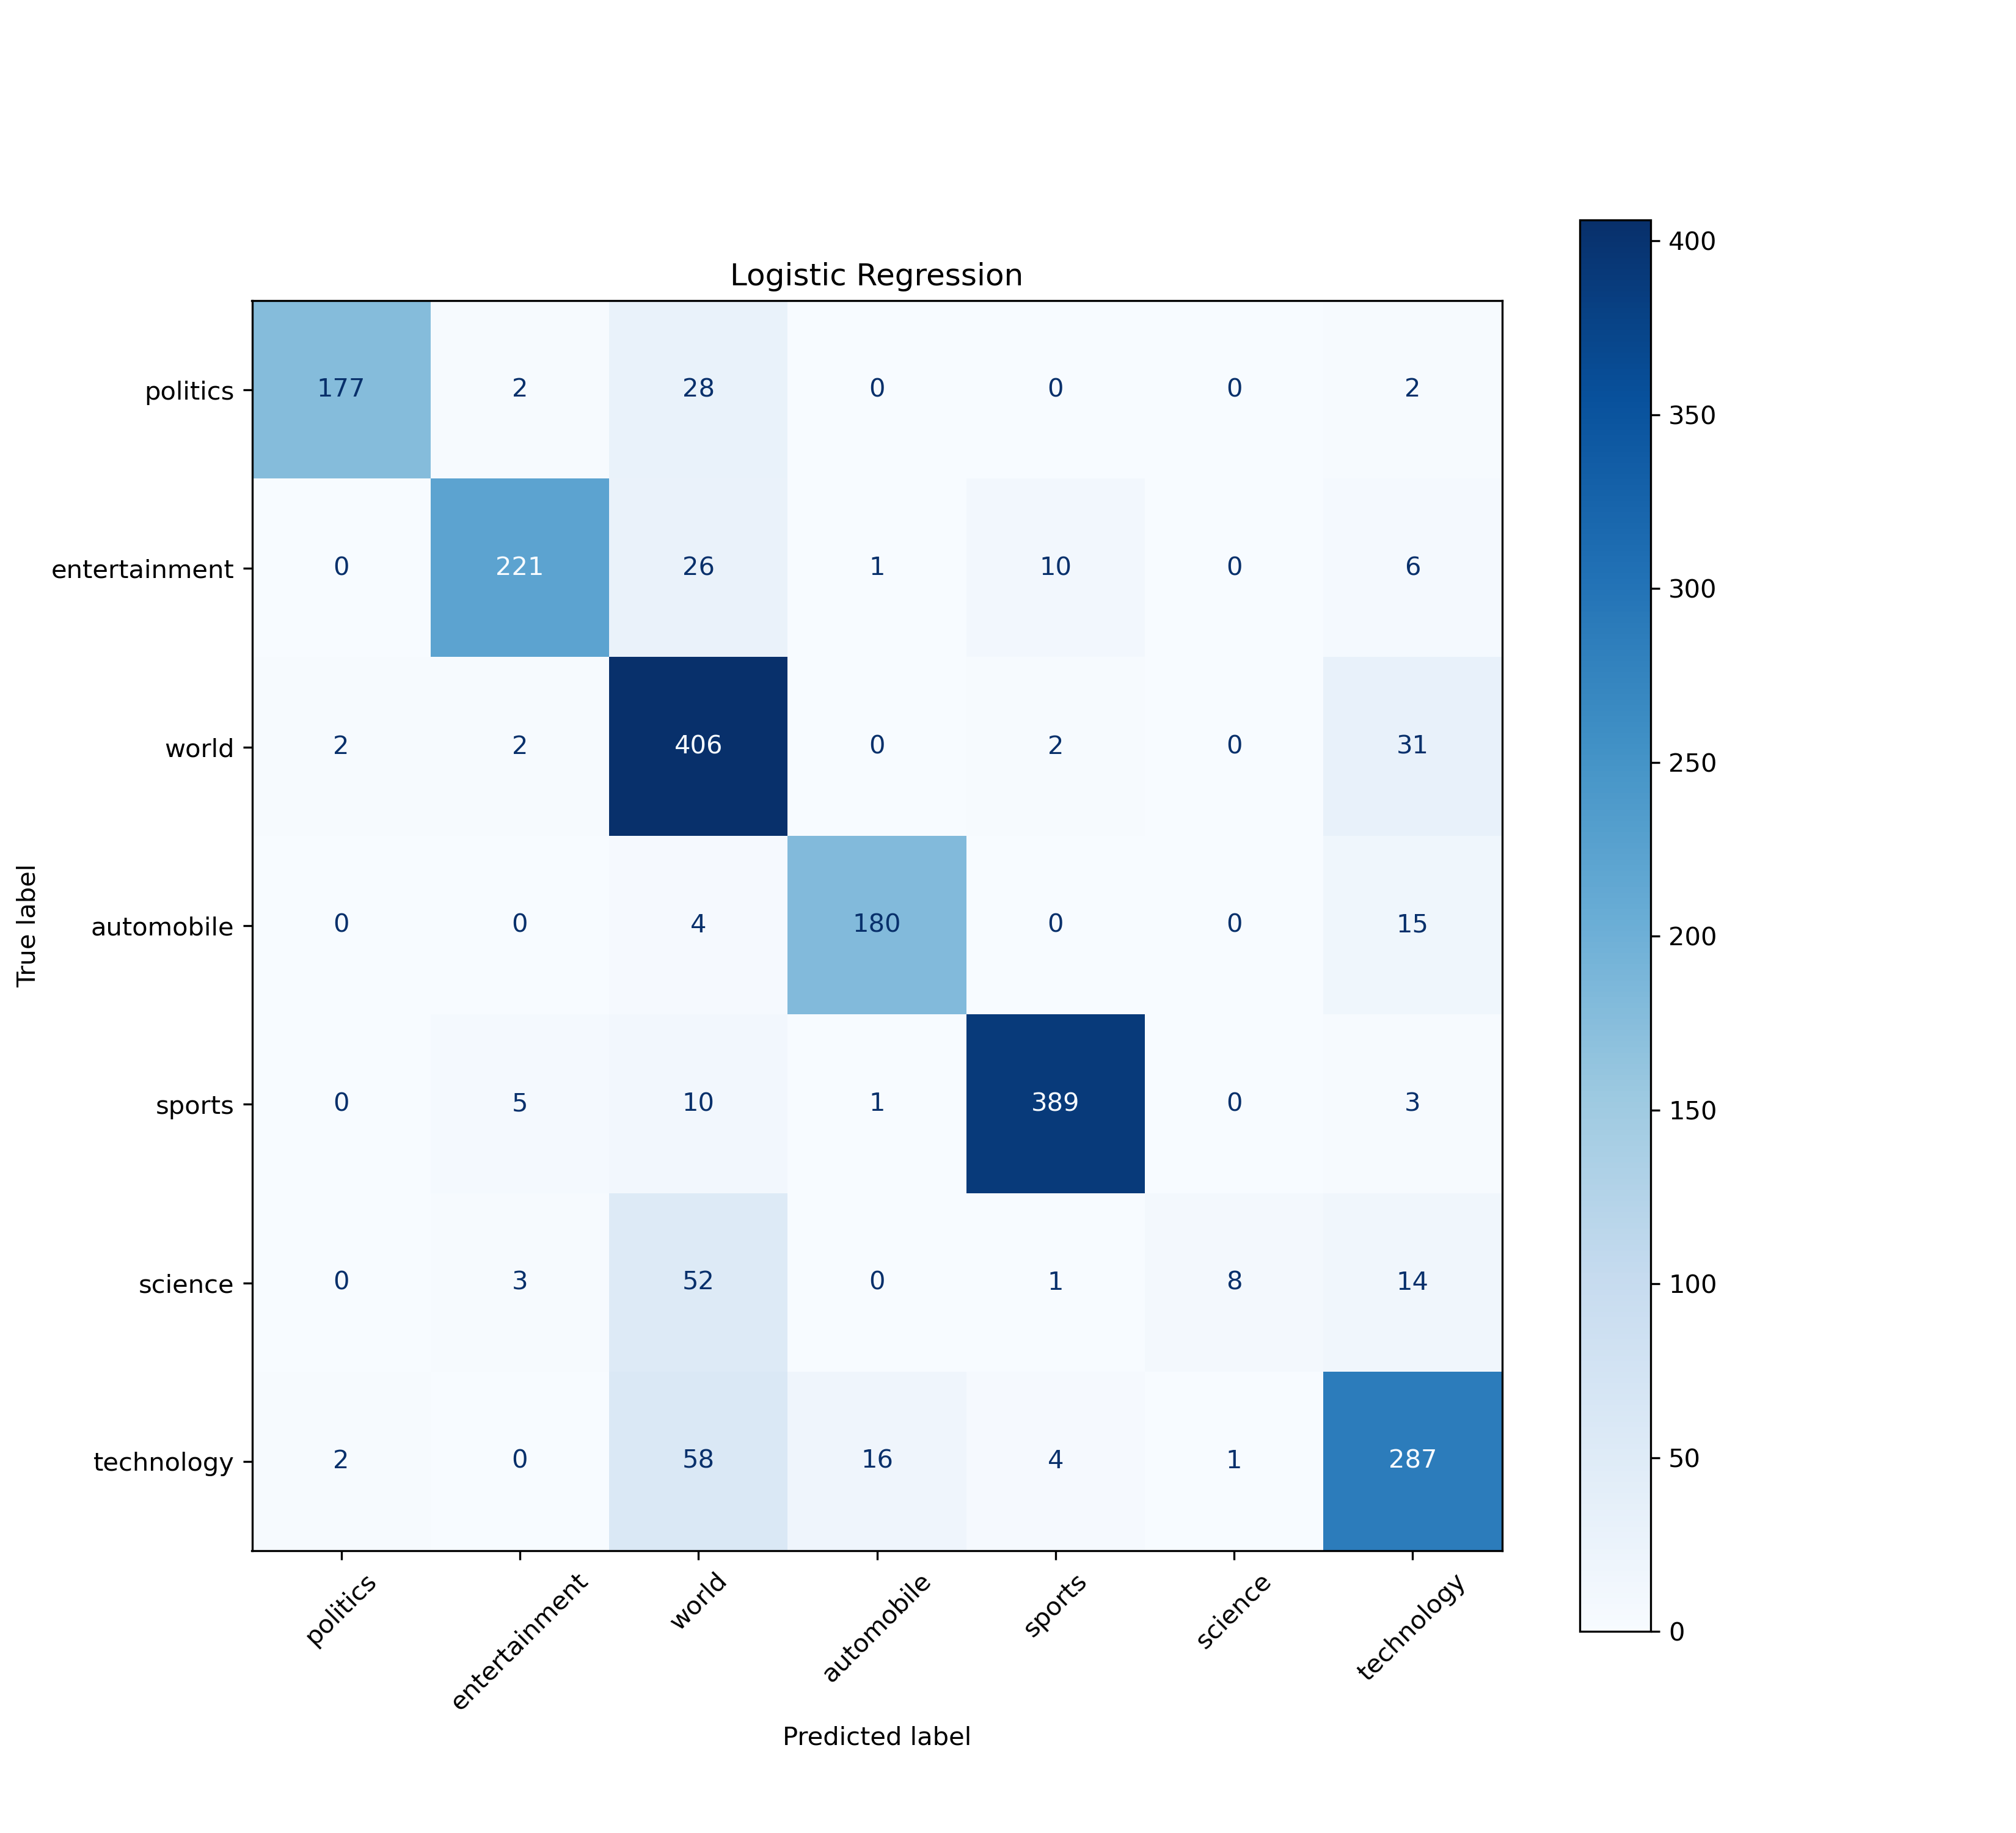 Logistic Regression
politics 177 2 28 0 0 0 2
entertainment 0 221 26 1 10 0 6
world 2 2 406 0 2 0 31
automobile 0 0 4 180 0 0 15
sports 0 5 10 1 389 0 3
science 0 3 52 0 1 8 14
technology 2 0 58 16 4 1 287
True label
politics entertainment world automobile sports science technology
Predicted label
400
350
300
250
200
150
100
50
0